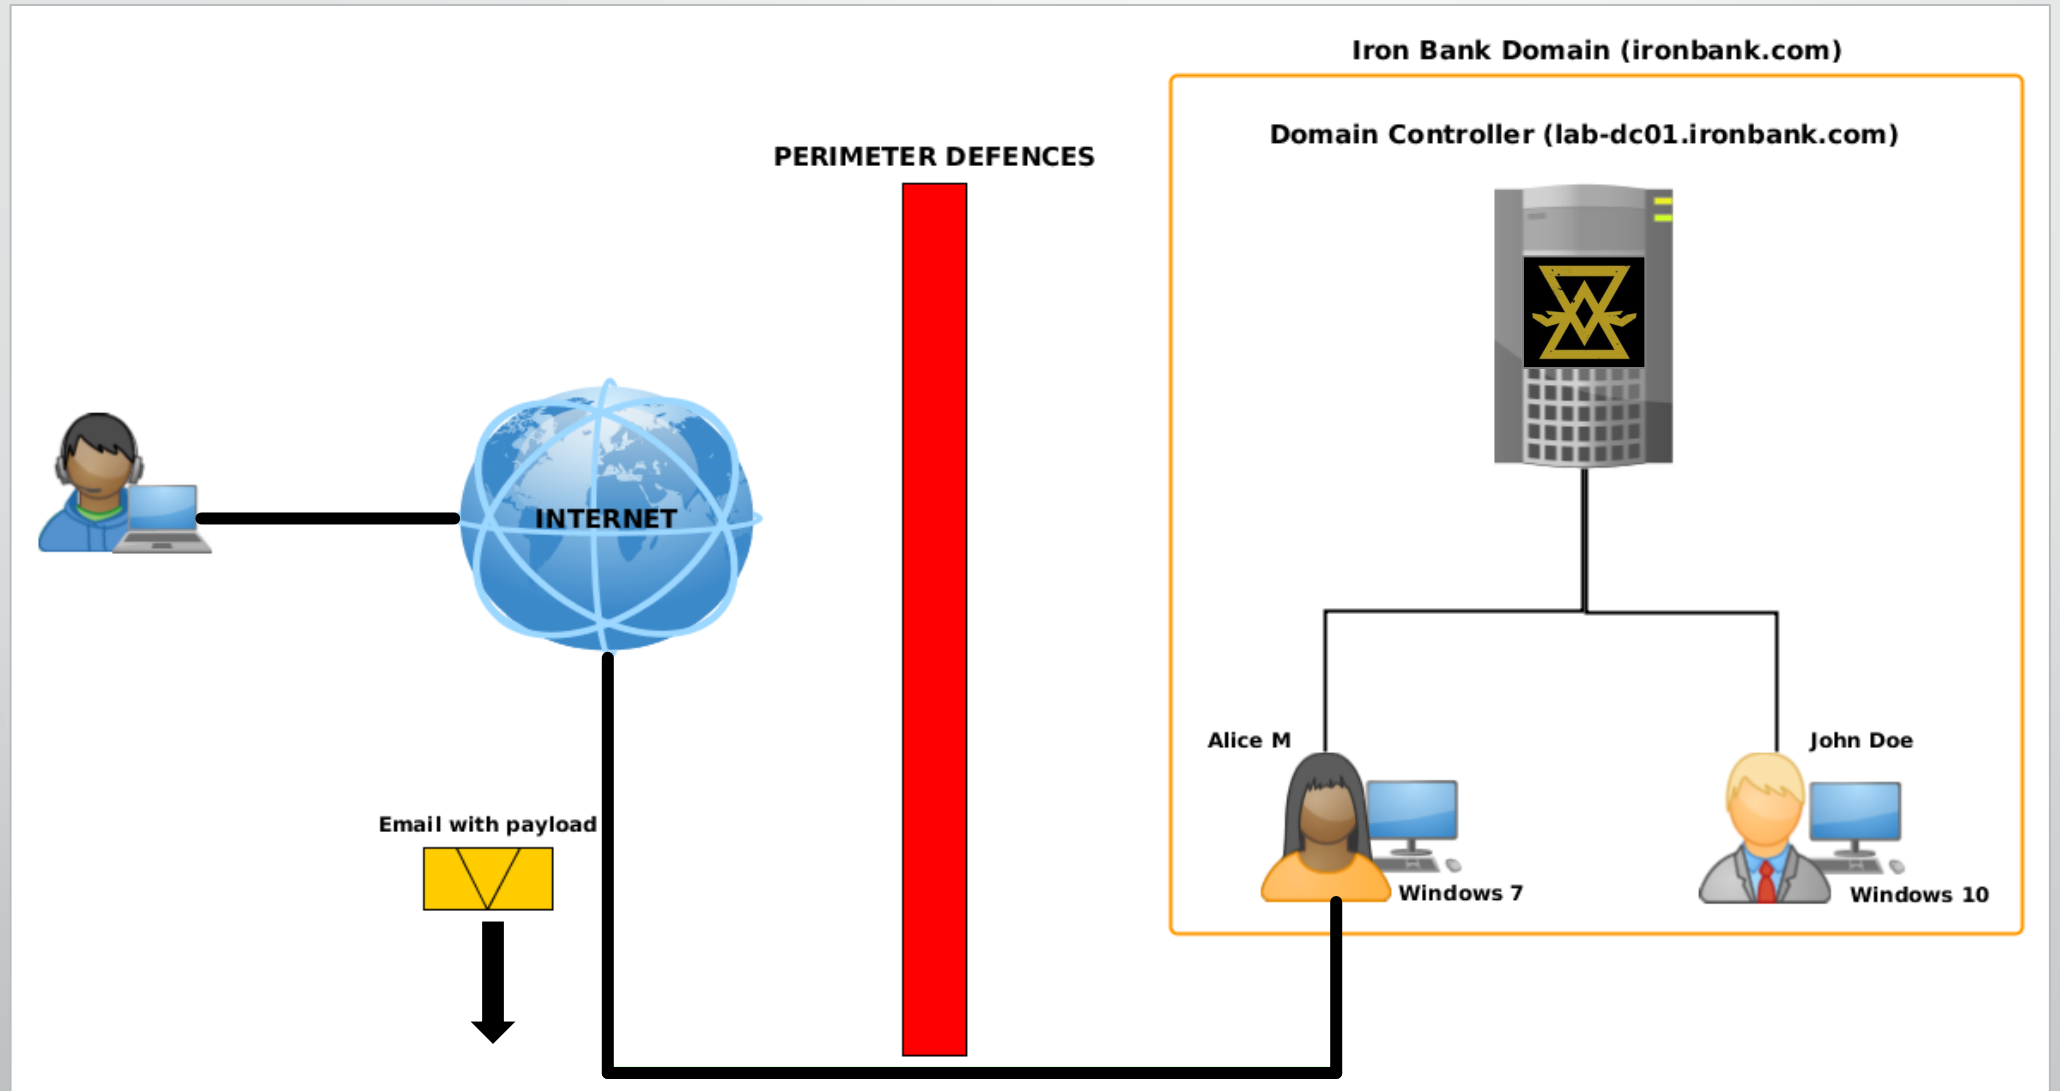 Iron Bank Domain (ironbank.com)
Domain Controller (lab-dc01.ironbank.com)
PERIMETER DEFENCES
INTERNET
Alice M
John Doe
Email with payload
Windows 7
Windows 10